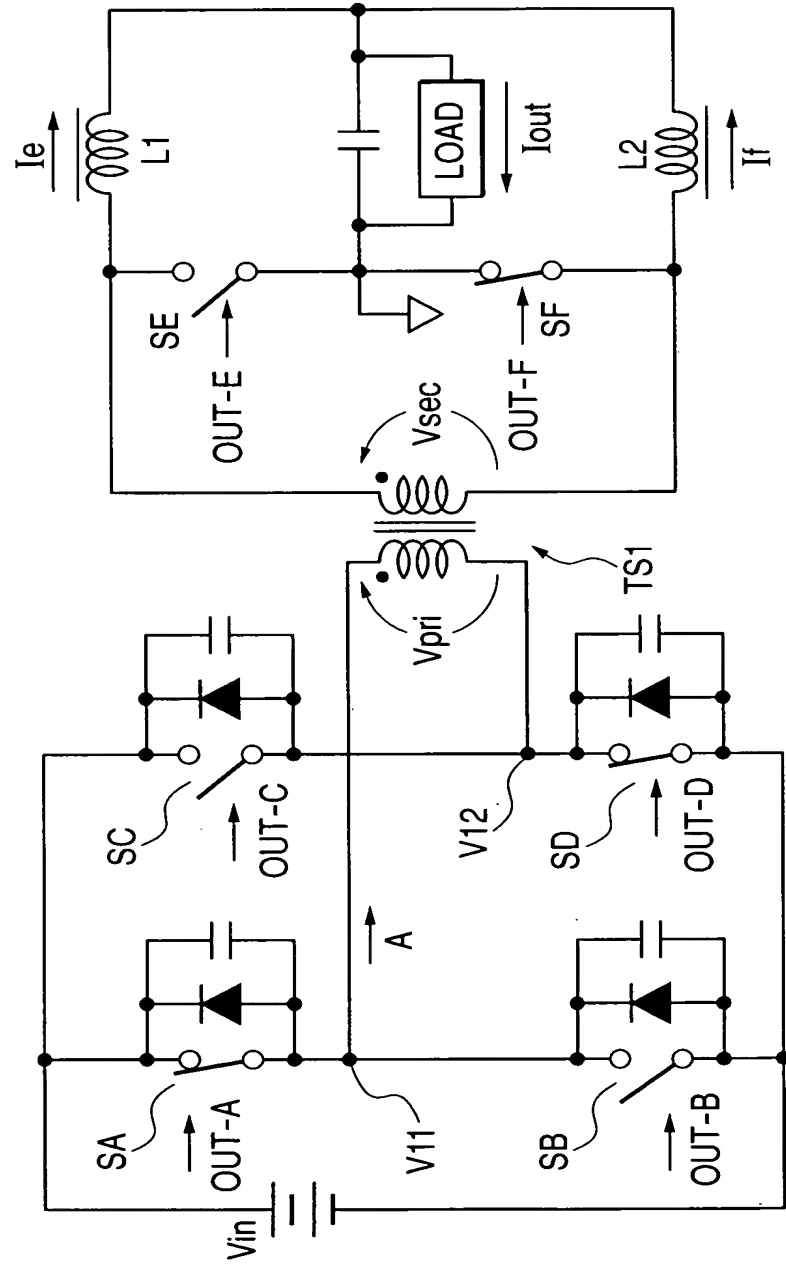 Vin
SA
OUT-A
SC
OUT-C
V11
A
V12
SB
OUT-B
SD
OUT-D
Vpri
Vsec
TS1
SE
OUT-E
SF
OUT-F
Ie
L1
LOAD
Iout
L2
If